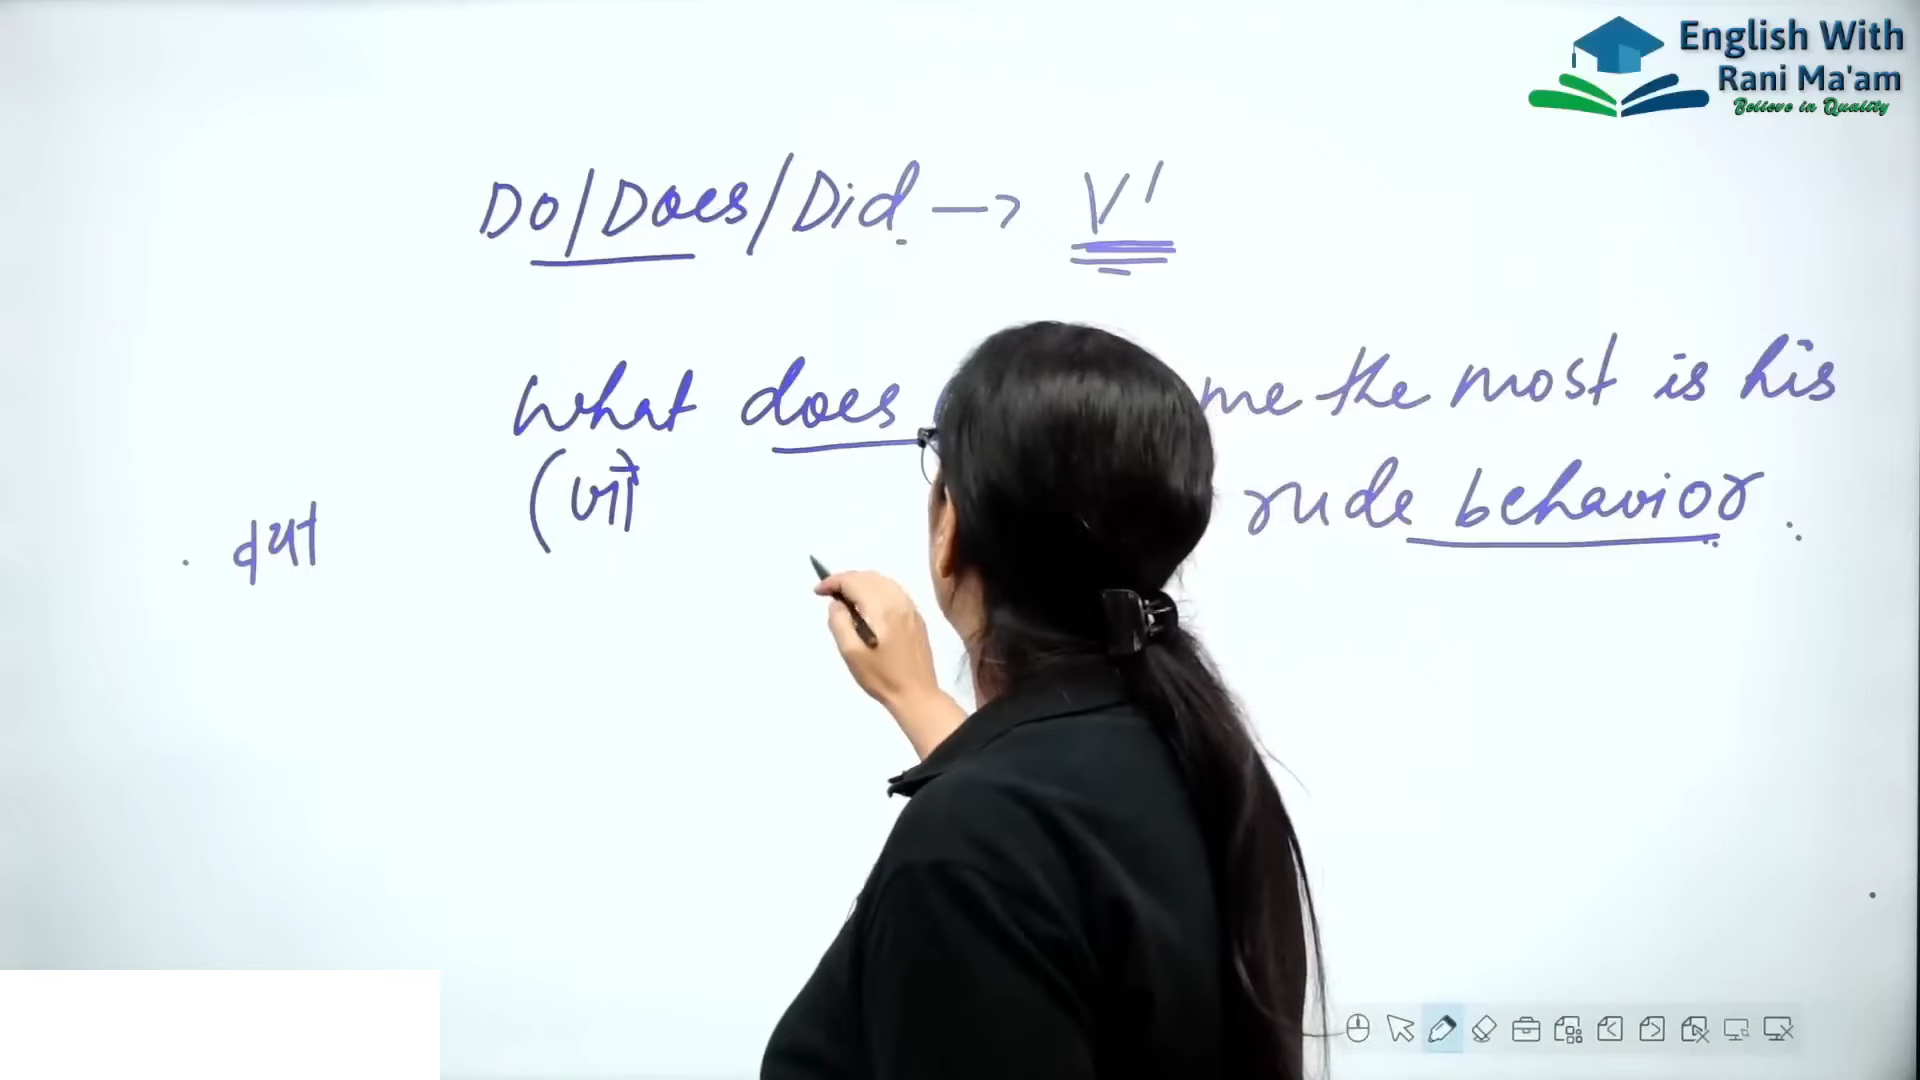 English With
Rani Ma'am
Believe in Quality
Do/Does/Did → V1
What does me the most is his
(जो
rude behavior.
क्या